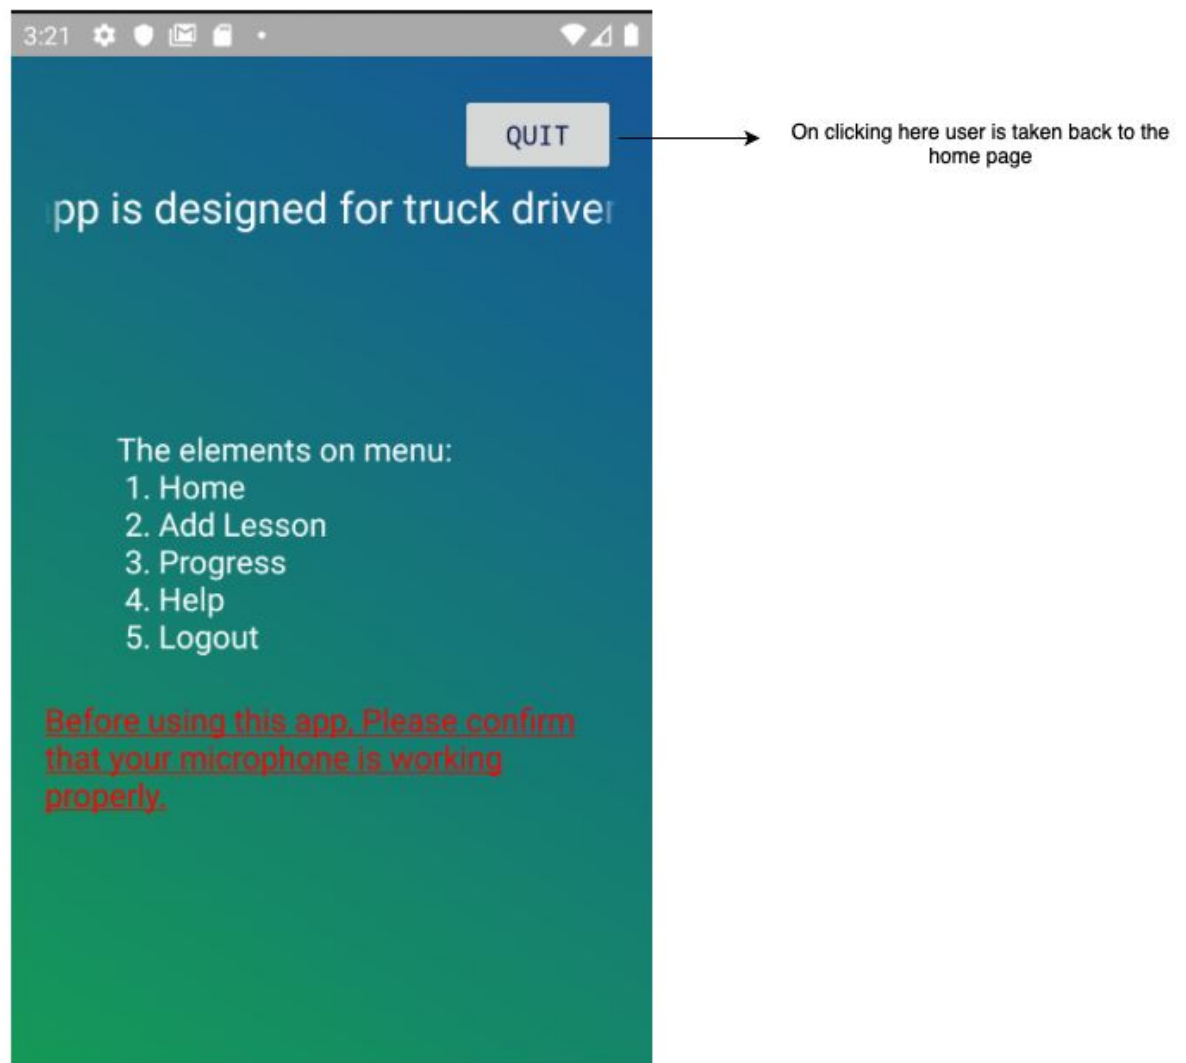 3:21
QUIT
On clicking here user is taken back to the
home page
pp is designed for truck driver
The elements on menu:
1. Home
2. Add Lesson
3. Progress
4. Help
5. Logout
Before using this app, Please confirm
that your microphone is working
properly.